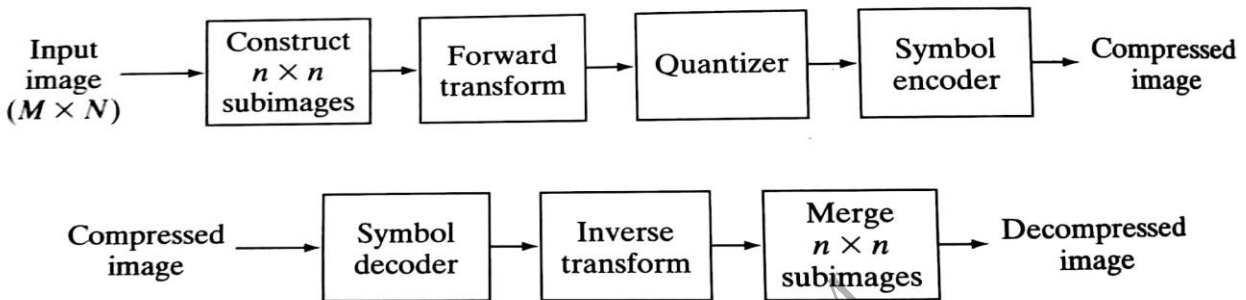 Input
image
(M × N)
Construct
n × n
subimages
Forward
transform
Quantizer
Symbol
encoder
Compressed
image
Compressed
image
Symbol
decoder
Inverse
transform
Merge
n × n
subimages
Decompressed
image